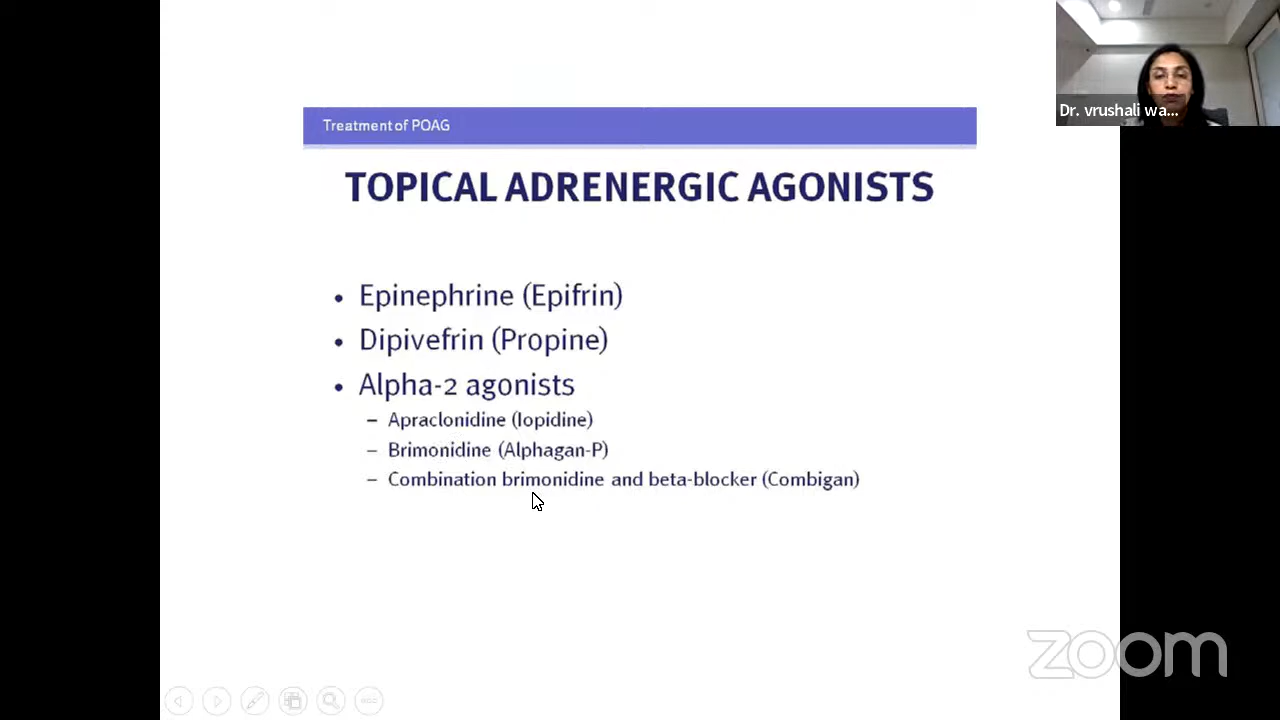 Dr. vrushali wa...
Treatment of POAG
TOPICAL ADRENERGIC AGONISTS
• Epinephrine (Epifrin)
• Dipivefrin (Propine)
• Alpha-2 agonists
– Apraclonidine (Iopidine)
– Brimonidine (Alphagan-P)
– Combination brimonidine and beta-blocker (Combigan)
zoom